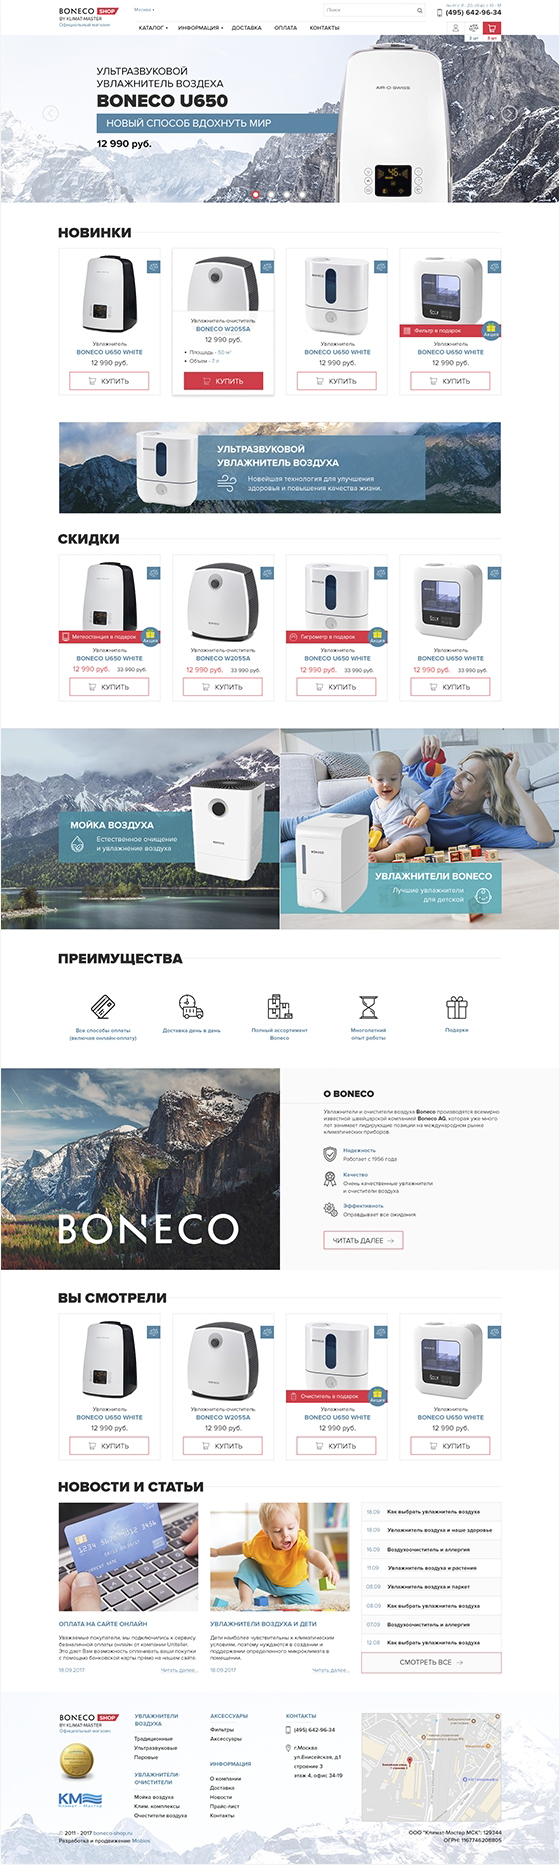 BONECO SHOP
BY KLIMAT-MASTER
Официальный магазин
Москва
Поиск
(495) 642-96-34
КАТАЛОГ ИНФОРМАЦИЯ ДОСТАВКА ОПЛАТА КОНТАКТЫ
УЛЬТРАЗВУКОВОЙ
УВЛАЖНИТЕЛЬ ВОЗДЕХА
BONECO U650
НОВЫЙ СПОСОБ ВДОХНУТЬ МИР
12 990 руб.
AIR-O-SWISS
НОВИНКИ
Увлажнитель
BONECO U650 WHITE
12 990 руб.
КУПИТЬ
Увлажнитель-очиститель
BONECO W2055A
12 990 руб.
Площадь - 50 м²
Объем - 7 л
КУПИТЬ
Увлажнитель
BONECO U650 WHITE
12 990 руб.
КУПИТЬ
Фильтр в подарок
Акция
Увлажнитель
BONECO U650 WHITE
12 990 руб.
КУПИТЬ
УЛЬТРАЗВУКОВОЙ
УВЛАЖНИТЕЛЬ ВОЗДУХА
Новейшая технология для улучшения
здоровья и повышения качества жизни.
СКИДКИ
Метеостанция в подарок
Акция
Увлажнитель
BONECO U650 WHITE
12 990 руб. 33 990 руб.
КУПИТЬ
Увлажнитель-очиститель
BONECO W2055A
12 990 руб. 33 990 руб.
КУПИТЬ
Гигрометр в подарок
Акция
Увлажнитель
BONECO U650 WHITE
12 990 руб. 33 990 руб.
КУПИТЬ
Увлажнитель
BONECO U650 WHITE
12 990 руб. 33 990 руб.
КУПИТЬ
МОЙКА ВОЗДУХА
Естественное очищение
и увлажнение воздуха
УВЛАЖНИТЕЛИ BONECO
Лучшие увлажнители
для детской
ПРЕИМУЩЕСТВА
Все способы оплаты
(включая онлайн-оплату)
Доставка день в день
Полный ассортимент
Boneco
Многолетний
опыт работы
Подарки
BONECO
О BONECO
Увлажнители и очистители воздуха Boneco производятся всемирно
известной швейцарской компанией Boneco AG, которая уже много
лет занимает лидирующие позиции на международном рынке
климатических приборов.
Надежность
Работает с 1956 года
Качество
Очень качественные увлажнители
и очистители воздуха
Эффективноть
Оправдывает все ожидания
ЧИТАТЬ ДАЛЕЕ
ВЫ СМОТРЕЛИ
Увлажнитель
BONECO U650 WHITE
12 990 руб.
КУПИТЬ
Увлажнитель-очиститель
BONECO W2055A
12 990 руб.
КУПИТЬ
Очиститель в подарок
Акция
Увлажнитель
BONECO U650 WHITE
12 990 руб.
КУПИТЬ
Увлажнитель
BONECO U650 WHITE
12 990 руб.
КУПИТЬ
НОВОСТИ И СТАТЬИ
ОПЛАТА НА САЙТЕ ОНЛАЙН
Уважаемые покупатели, мы подключились к сервису
безналичной оплаты онлайн от компании Uniteller.
Это дает Вам возможность оплачивать ваши покупки
с помощью банковской карты прямо на нашем сайте.
18.09.2017 Читать далее...
УВЛАЖНИТЕЛИ ВОЗДУХА И ДЕТИ
Дети наиболее чувствительны к климатическим
условиям, поэтому нуждаются в создании и
поддержании определенного микроклимата в
помещении.
18.09.2017 Читать далее...
18.09 Как выбрать увлажнитель воздуха
18.09 Увлажнитель воздуха и наше здоровье
16.09 Воздухоочистители и аллергия
11.09 Увлажнитель воздуха и растения
08.09 Увлажнитель воздуха и паркет
08.09 Как выбрать увлажнитель воздуха
07.09 Воздухоочистители и аллергия
12.08 Как выбрать увлажнитель воздуха
СМОТРЕТЬ ВСЕ
BONECO SHOP
BY KLIMAT-MASTER
Официальный магазин
КМ
Климат - Мастер
УВЛАЖНИТЕЛИ
ВОЗДУХА
Традиционные
Ультразвуковые
Паровые
УВЛАЖНИТЕЛИ-
ОЧИСТИТЕЛИ
Мойка воздуха
Клим. комплексы
Очистители воздуха
АКСЕССУАРЫ
Фильтры
Аксессуары
ИНФОРМАЦИЯ
О компании
Доставка
Новости
Прайс-лист
Контакты
КОНТАКТЫ
(495) 642-96-34
г.Москва
ул.Енисейская, д.1
строение 3
этаж 4, офис 34-19
© 2011 - 2017 boneco-shop.ru
Разработка и продвижение Mobios
ООО "Климат-Мастер МСК": 129344
ОГРН: 1167746208805